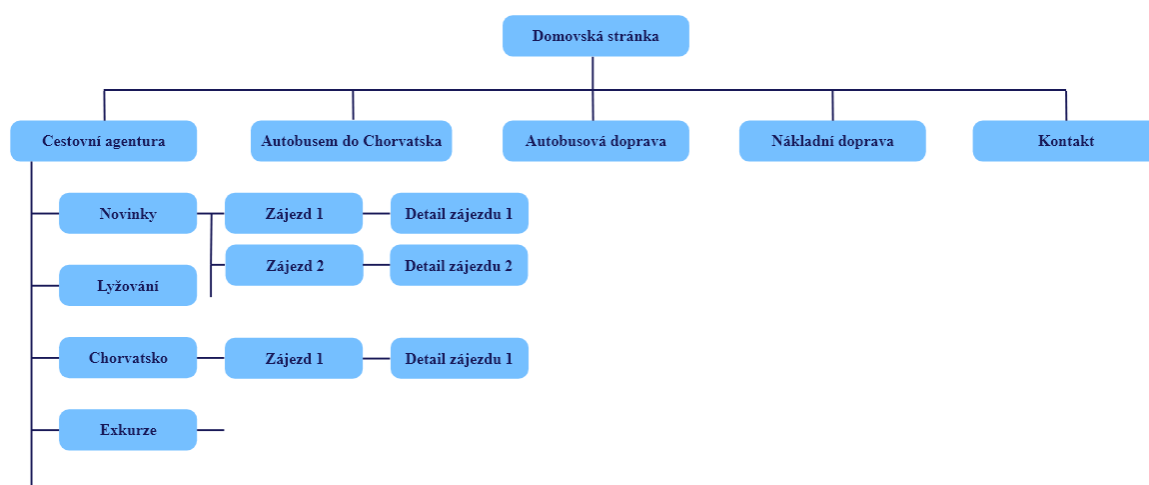 Domovská stránka
Cestovní agentura
Autobusem do Chorvatska
Autobusová doprava
Nákladní doprava
Kontakt
Novinky
Zájezd 1
Detail zájezdu 1
Zájezd 2
Detail zájezdu 2
Lyžování
Chorvatsko
Zájezd 1
Detail zájezdu 1
Exkurze